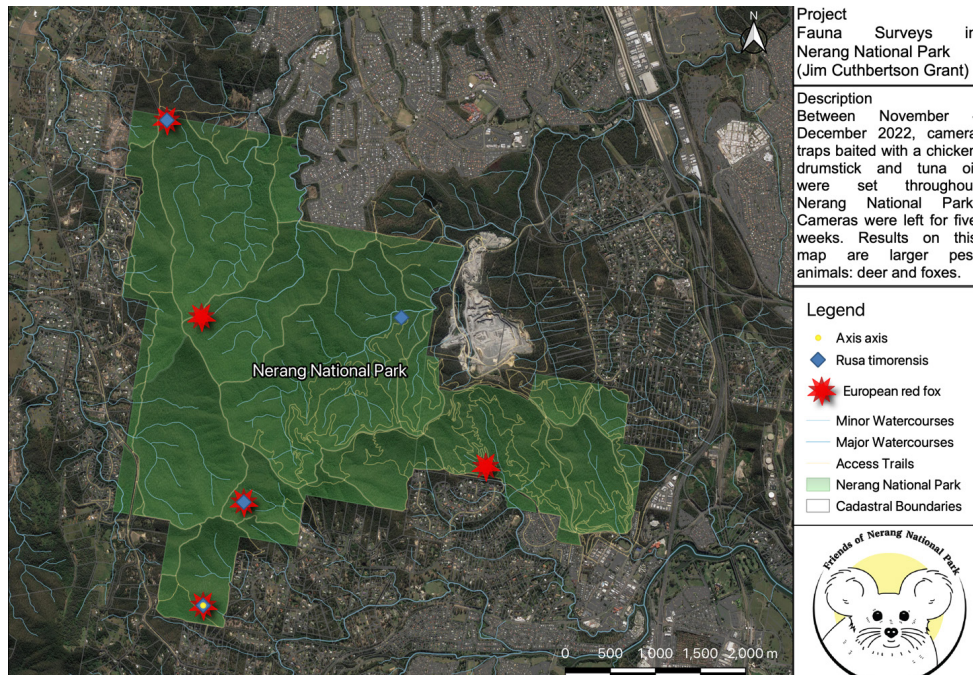 N
Nerang National Park
0 500 1,000 1,500 2,000 m
Project
Fauna Surveys in
Nerang National Park
(Jim Cuthbertson Grant)
Description
Between November
December 2022, camera
traps baited with a chicken
drumstick and tuna oi
were set throughou
Nerang National Park
Cameras were left for five
weeks. Results on this
map are larger pes
animals: deer and foxes.
Legend
Axis axis
Rusa timorensis
European red fox
Minor Watercourses
Major Watercourses
Access Trails
Nerang National Park
Cadastral Boundaries
Friends of Nerang National Park